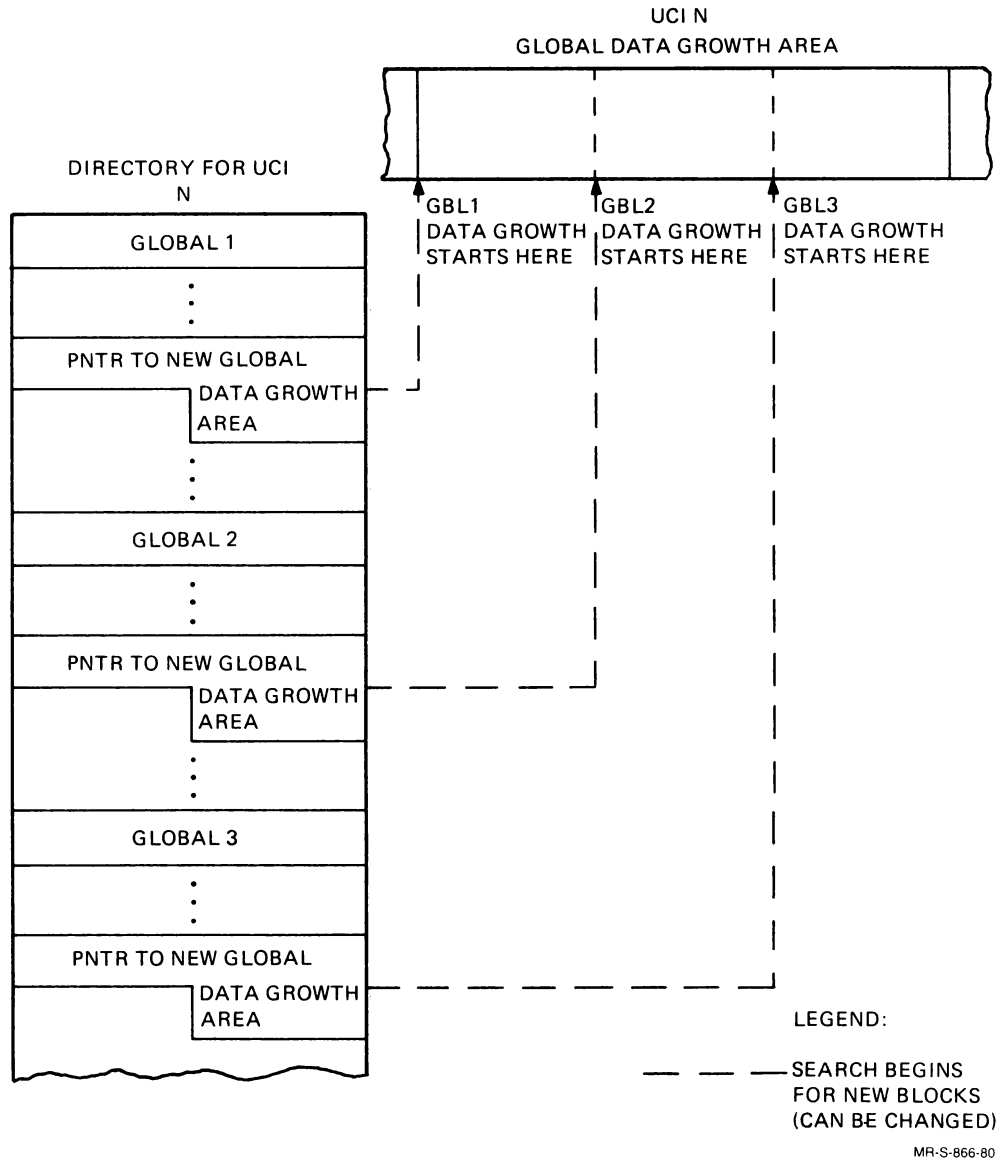 UCI N
GLOBAL DATA GROWTH AREA
DIRECTORY FOR UCI
N
GBL1
DATA GROWTH
STARTS HERE
GBL2
DATA GROWTH
STARTS HERE
GBL3
DATA GROWTH
STARTS HERE
GLOBAL 1
PNTR TO NEW GLOBAL
DATA GROWTH
AREA
GLOBAL 2
PNTR TO NEW GLOBAL
DATA GROWTH
AREA
GLOBAL 3
PNTR TO NEW GLOBAL
DATA GROWTH
AREA
LEGEND:
SEARCH BEGINS
FOR NEW BLOCKS
(CAN BE CHANGED)
MR-S-866-80